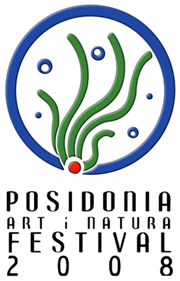 POSIDONIA
ART i NATURA
FESTIVAL
2008